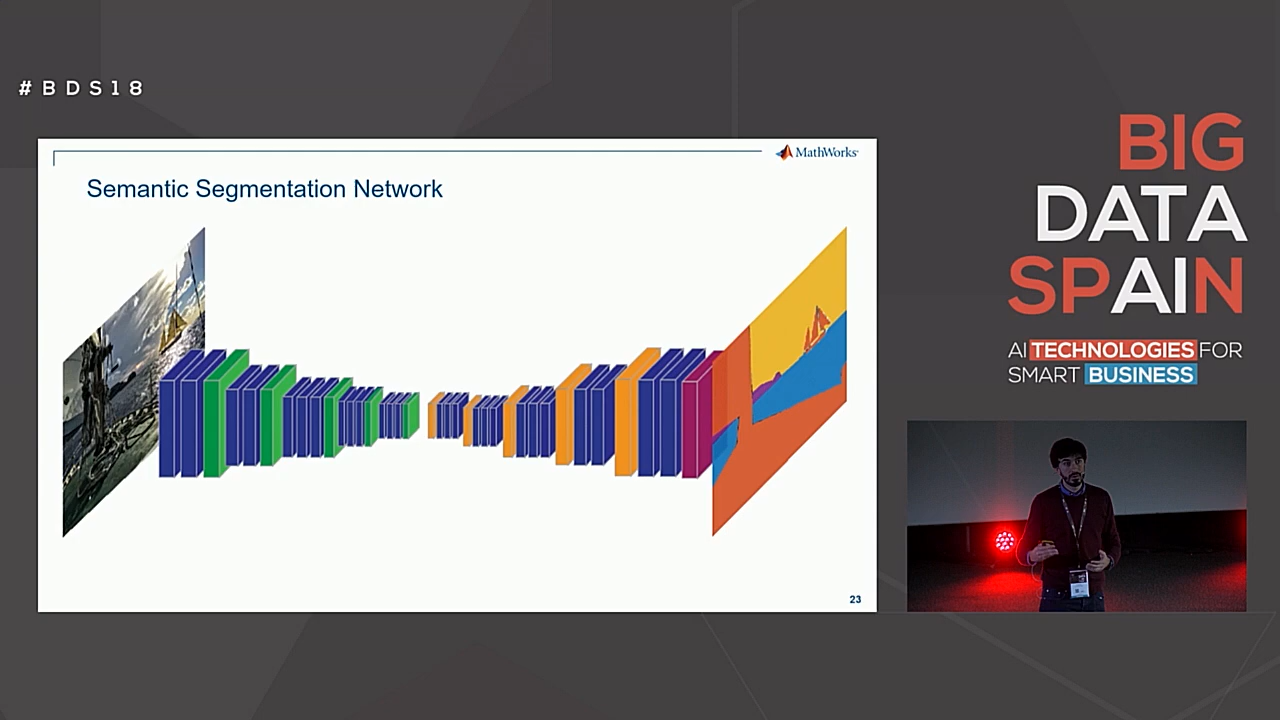 #BDS18
MathWorks
Semantic Segmentation Network
23
BIG
DATA
SPAIN
AI TECHNOLOGIES FOR
SMART BUSINESS